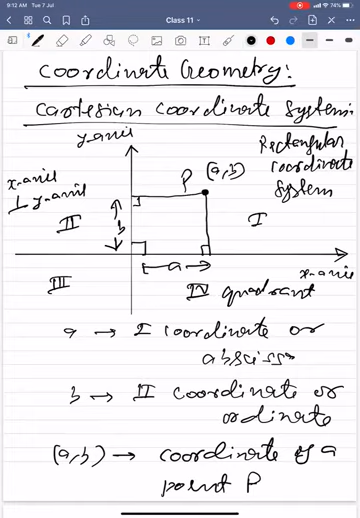 9:12 AM Tue 7 Jul
74%
Class 11
Coordinate Geometry:
Cartesian Coordinate System:
y-axis
Rectangular
coordinate
system
x-axis
⊥ y-axis
P (a,b)
II
I
b
a
x-axis
III
IV quadrant
a → I coordinate or
abscissa
b → II coordinate or
ordinate
(a,b) → coordinate of a
point P